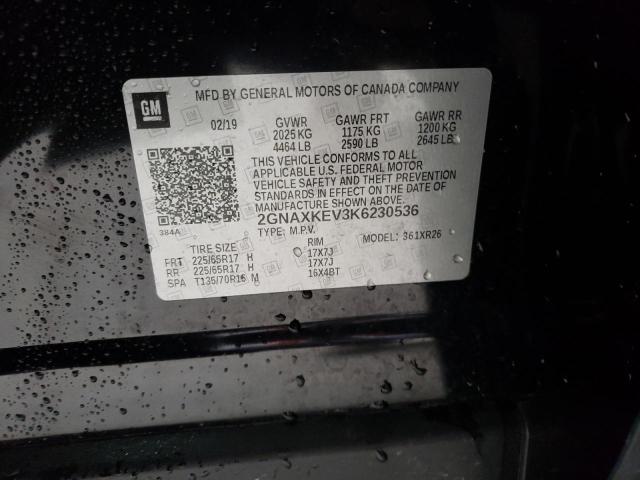 GM
MFD BY GENERAL MOTORS OF CANADA COMPANY
02/19 GVWR GAWR FRT GAWR RR
2025 KG 1175 KG 1200 KG
4464 LB 2590 LB 2645 LB
THIS VEHICLE CONFORMS TO ALL
APPLICABLE U.S. FEDERAL MOTOR
VEHICLE SAFETY AND THEFT PREVENTION
STANDARDS IN EFFECT ON THE DATE OF
MANUFACTURE SHOWN ABOVE.
384A 2GNAXKEV3K6230536
TYPE: M.P.V. MODEL: 361XR26
TIRE SIZE RIM
FRT 225/65R17 H 17X7J
RR 225/65R17 H 17X7J
SPA T135/70R16 M 16X4BT